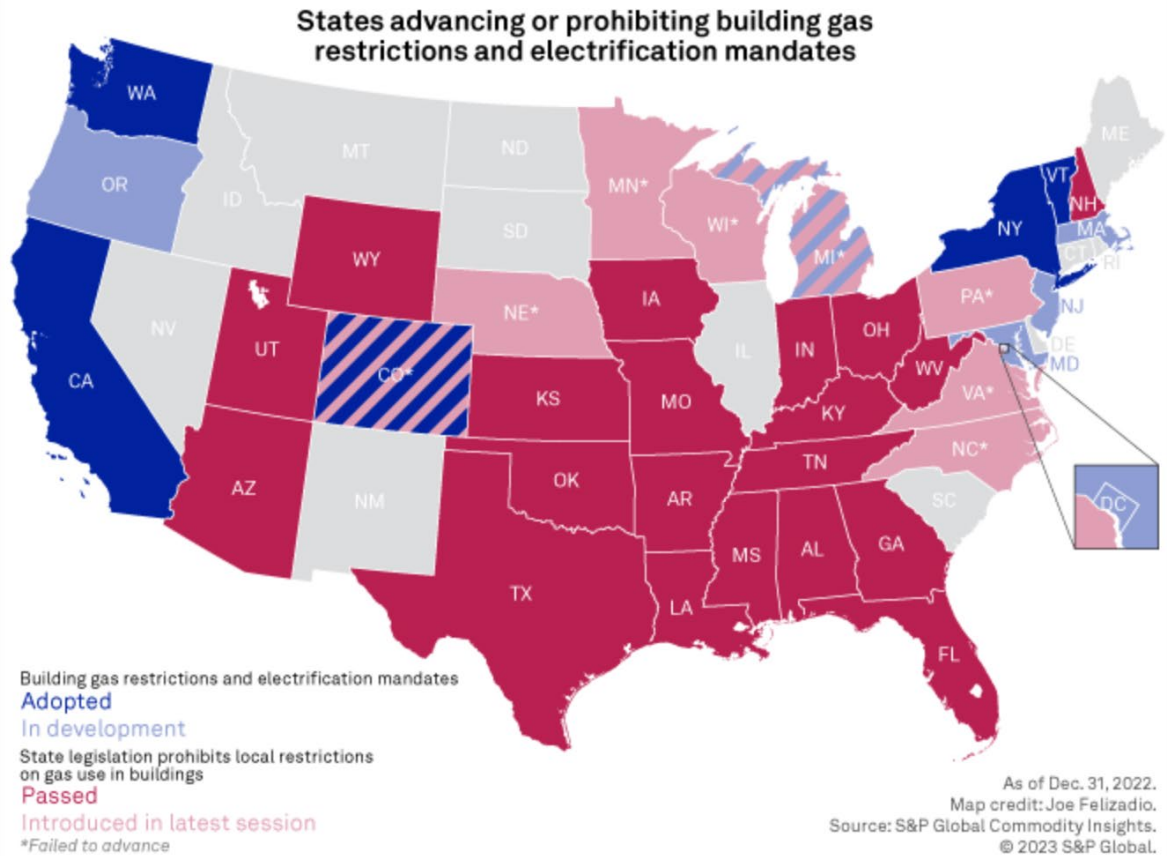 States advancing or prohibiting building gas
restrictions and electrification mandates
WA
OR
ID
MT
ND
SD
MN*
WI*
MI*
NY
VT
NH
ME
MA
CT
RI
WY
NE*
IA
IL
IN
OH
PA*
NJ
DE
MD
NV
UT
CO*
KS
MO
KY
WV
VA*
CA
AZ
NM
OK
AR
TN
NC*
SC
DC
TX
LA
MS
AL
GA
FL
Building gas restrictions and electrification mandates
Adopted
In development
State legislation prohibits local restrictions
on gas use in buildings
Passed
Introduced in latest session
*Failed to advance
As of Dec. 31, 2022.
Map credit: Joe Felizadio.
Source: S&P Global Commodity Insights.
© 2023 S&P Global.